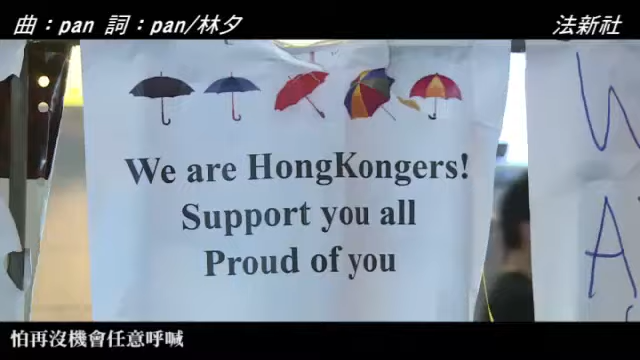 曲：pan 詞：pan/林夕
法新社
We are HongKongers!
Support you all
Proud of you
W
A
怕再沒機會任意呼喊